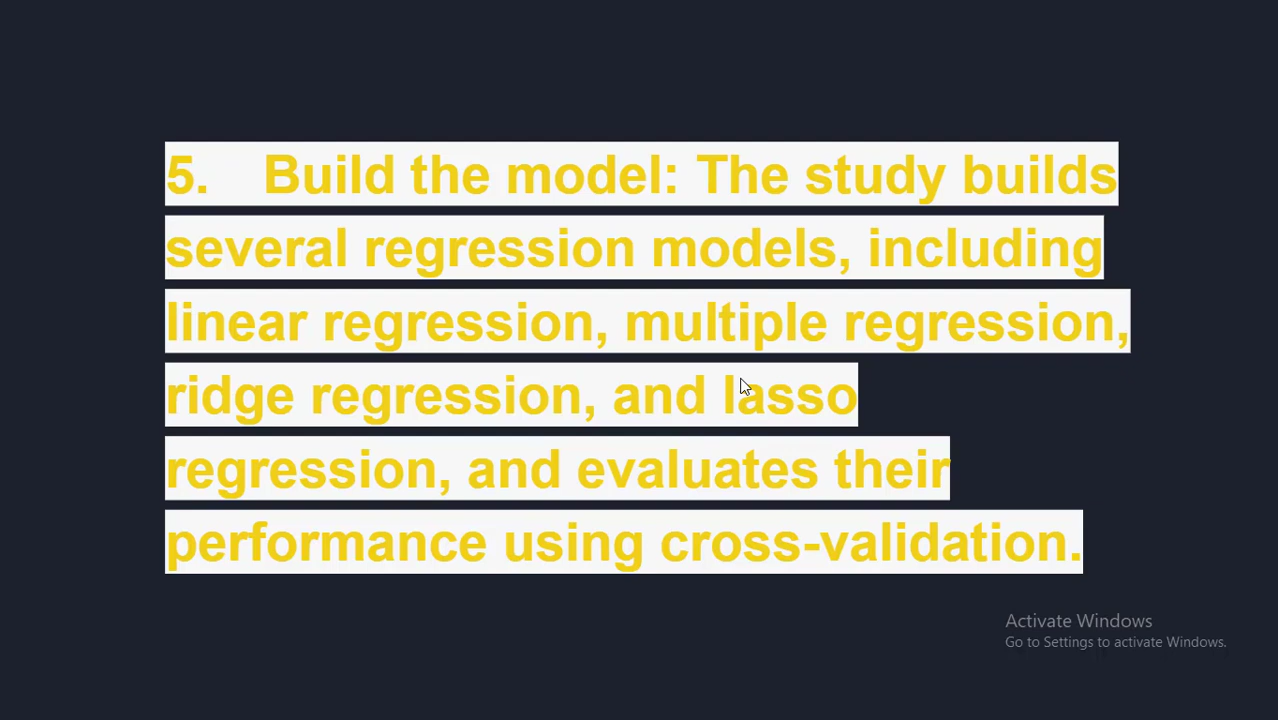 5. Build the model: The study builds
several regression models, including
linear regression, multiple regression,
ridge regression, and lasso
regression, and evaluates their
performance using cross-validation.
Activate Windows
Go to Settings to activate Windows.